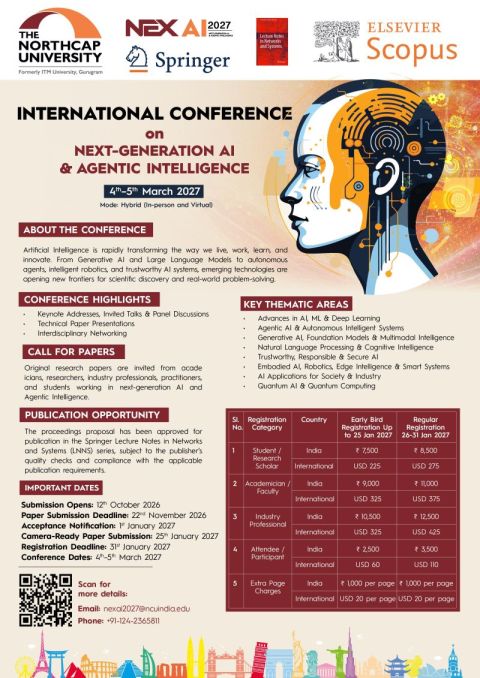 THE
NORTHCAP
UNIVERSITY
Formerly ITM University, Gurugram
NEX AI 2027
Springer
Lecture Notes in Networks and Systems
ELSEVIER
Scopus
INTERNATIONAL CONFERENCE
on
NEXT-GENERATION AI
& AGENTIC INTELLIGENCE
4th–5th March 2027
Mode: Hybrid (In-person and Virtual)
ABOUT THE CONFERENCE
Artificial Intelligence is rapidly transforming the way we live, work, learn, and
innovate. From Generative AI and Large Language Models to autonomous
agents, intelligent robotics, and trustworthy AI systems, emerging technologies are
opening new frontiers for scientific discovery and real-world problem-solving.
CONFERENCE HIGHLIGHTS
• Keynote Addresses, Invited Talks & Panel Discussions
• Technical Paper Presentations
• Interdisciplinary Networking
CALL FOR PAPERS
Original research papers are invited from acade
icians, researchers, industry professionals, practitioners,
and students working in next-generation AI and
Agentic Intelligence.
PUBLICATION OPPORTUNITY
The proceedings proposal has been approved for
publication in the Springer Lecture Notes in Networks
and Systems (LNNS) series, subject to the publisher's
quality checks and compliance with the applicable
publication requirements.
IMPORTANT DATES
Submission Opens: 12th October 2026
Paper Submission Deadline: 22nd November 2026
Acceptance Notification: 1st January 2027
Camera-Ready Paper Submission: 25th January 2027
Registration Deadline: 31st January 2027
Conference Dates: 4th–5th March 2027
Scan for
more details:
Email: nexai2027@ncuindia.edu
Phone: +91-124-2365811
KEY THEMATIC AREAS
• Advances in AI, ML & Deep Learning
• Agentic AI & Autonomous Intelligent Systems
• Generative AI, Foundation Models & Multimodal Intelligence
• Natural Language Processing & Cognitive Intelligence
• Trustworthy, Responsible & Secure AI
• Embodied AI, Robotics, Edge Intelligence & Smart Systems
• AI Applications for Society & Industry
• Quantum AI & Quantum Computing
Sl. No. Registration Category Country Early Bird Registration Up to 25 Jan 2027 Regular Registration 26-31 Jan 2027
1 Student / Research Scholar India ₹ 7,500 ₹ 8,500
International USD 225 USD 275
2 Academician / Faculty India ₹ 9,000 ₹ 11,000
International USD 325 USD 375
3 Industry Professional India ₹ 10,500 ₹ 12,500
International USD 325 USD 425
4 Attendee / Participant India ₹ 2,500 ₹ 3,500
International USD 60 USD 110
5 Extra Page Charges India ₹ 1,000 per page ₹ 1,000 per page
International USD 20 per page USD 20 per page